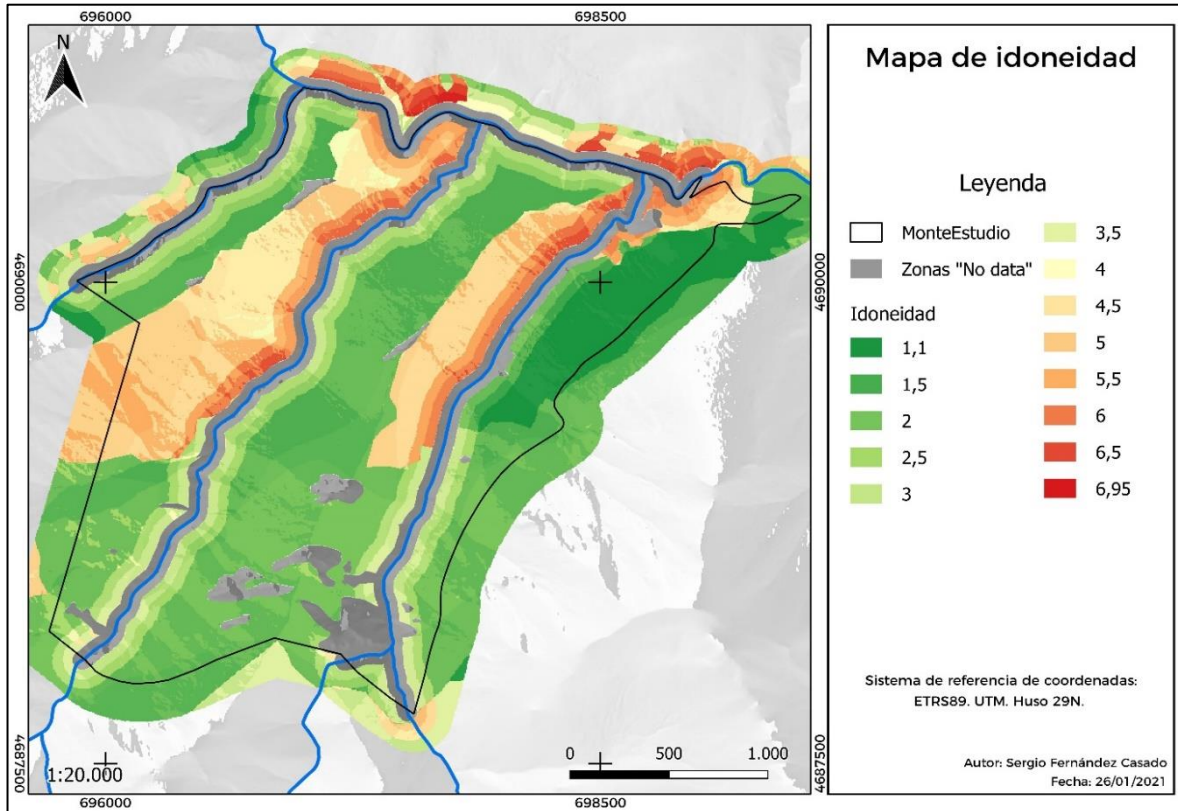 696000
698500
N
4690000
4690000
4687500
4687500
1:20.000
0
500
1.000
696000
698500
Mapa de idoneidad
Leyenda
MonteEstudio
Zonas "No data"
Idoneidad
1,1
1,5
2
2,5
3
3,5
4
4,5
5
5,5
6
6,5
6,95
Sistema de referencia de coordenadas:
ETRS89. UTM. Huso 29N.
Autor: Sergio Fernández Casado
Fecha: 26/01/2021